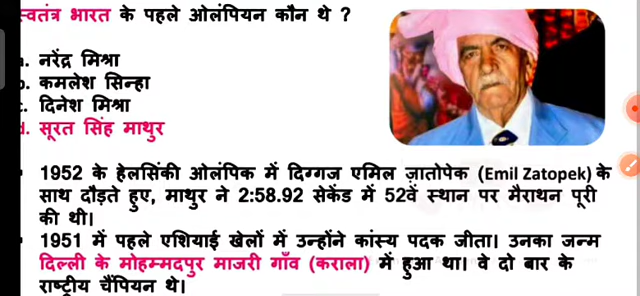 स्वतंत्र भारत के पहले ओलंपियन कौन थे ?
a. नरेंद्र मिश्रा
b. कमलेश सिन्हा
c. दिनेश मिश्रा
d. सूरत सिंह माथुर
1952 के हेलसिंकी ओलंपिक में दिग्गज एमिल ज़ातोपेक (Emil Zatopek) के
साथ दौड़ते हुए, माथुर ने 2:58.92 सेकेंड में 52वें स्थान पर मैराथन पूरी
की थी।
1951 में पहले एशियाई खेलों में उन्होंने कांस्य पदक जीता। उनका जन्म
दिल्ली के मोहम्मदपुर माजरी गाँव (कराला) में हुआ था। वे दो बार के
राष्ट्रीय चैंपियन थे।